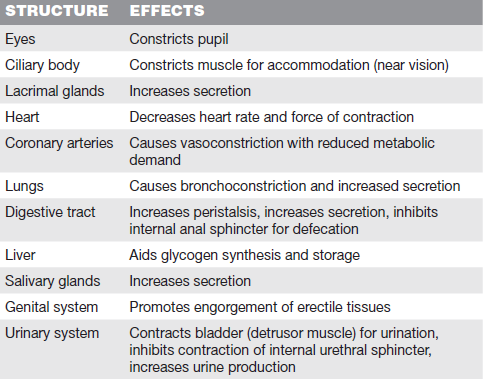 STRUCTURE EFFECTS
Eyes Constricts pupil
Ciliary body Constricts muscle for accommodation (near vision)
Lacrimal glands Increases secretion
Heart Decreases heart rate and force of contraction
Coronary arteries Causes vasoconstriction with reduced metabolic
demand
Lungs Causes bronchoconstriction and increased secretion
Digestive tract Increases peristalsis, increases secretion, inhibits
internal anal sphincter for defecation
Liver Aids glycogen synthesis and storage
Salivary glands Increases secretion
Genital system Promotes engorgement of erectile tissues
Urinary system Contracts bladder (detrusor muscle) for urination,
inhibits contraction of internal urethral sphincter,
increases urine production